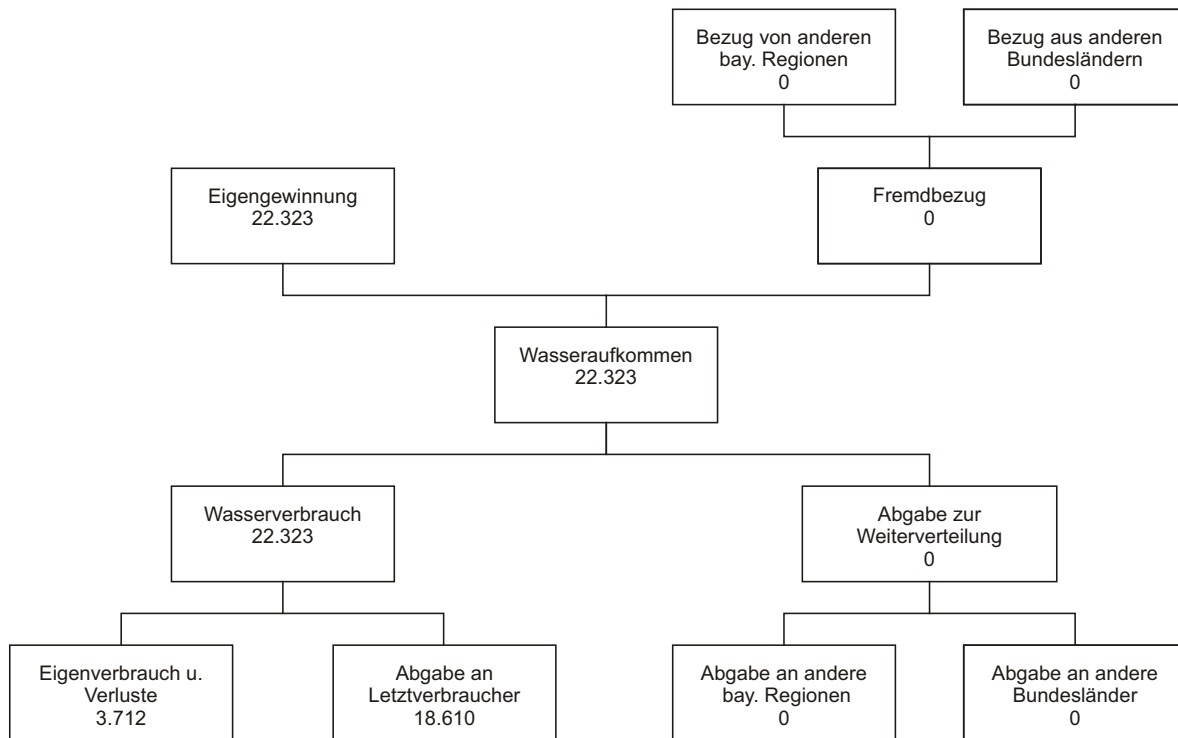 Bezug von anderen
bay. Regionen
0
Bezug aus anderen
Bundesländern
0
Eigengewinnung
22.323
Fremdbezug
0
Wasseraufkommen
22.323
Wasserverbrauch
22.323
Abgabe zur
Weiterverteilung
0
Eigenverbrauch u.
Verluste
3.712
Abgabe an
Letztverbraucher
18.610
Abgabe an andere
bay. Regionen
0
Abgabe an andere
Bundesländer
0